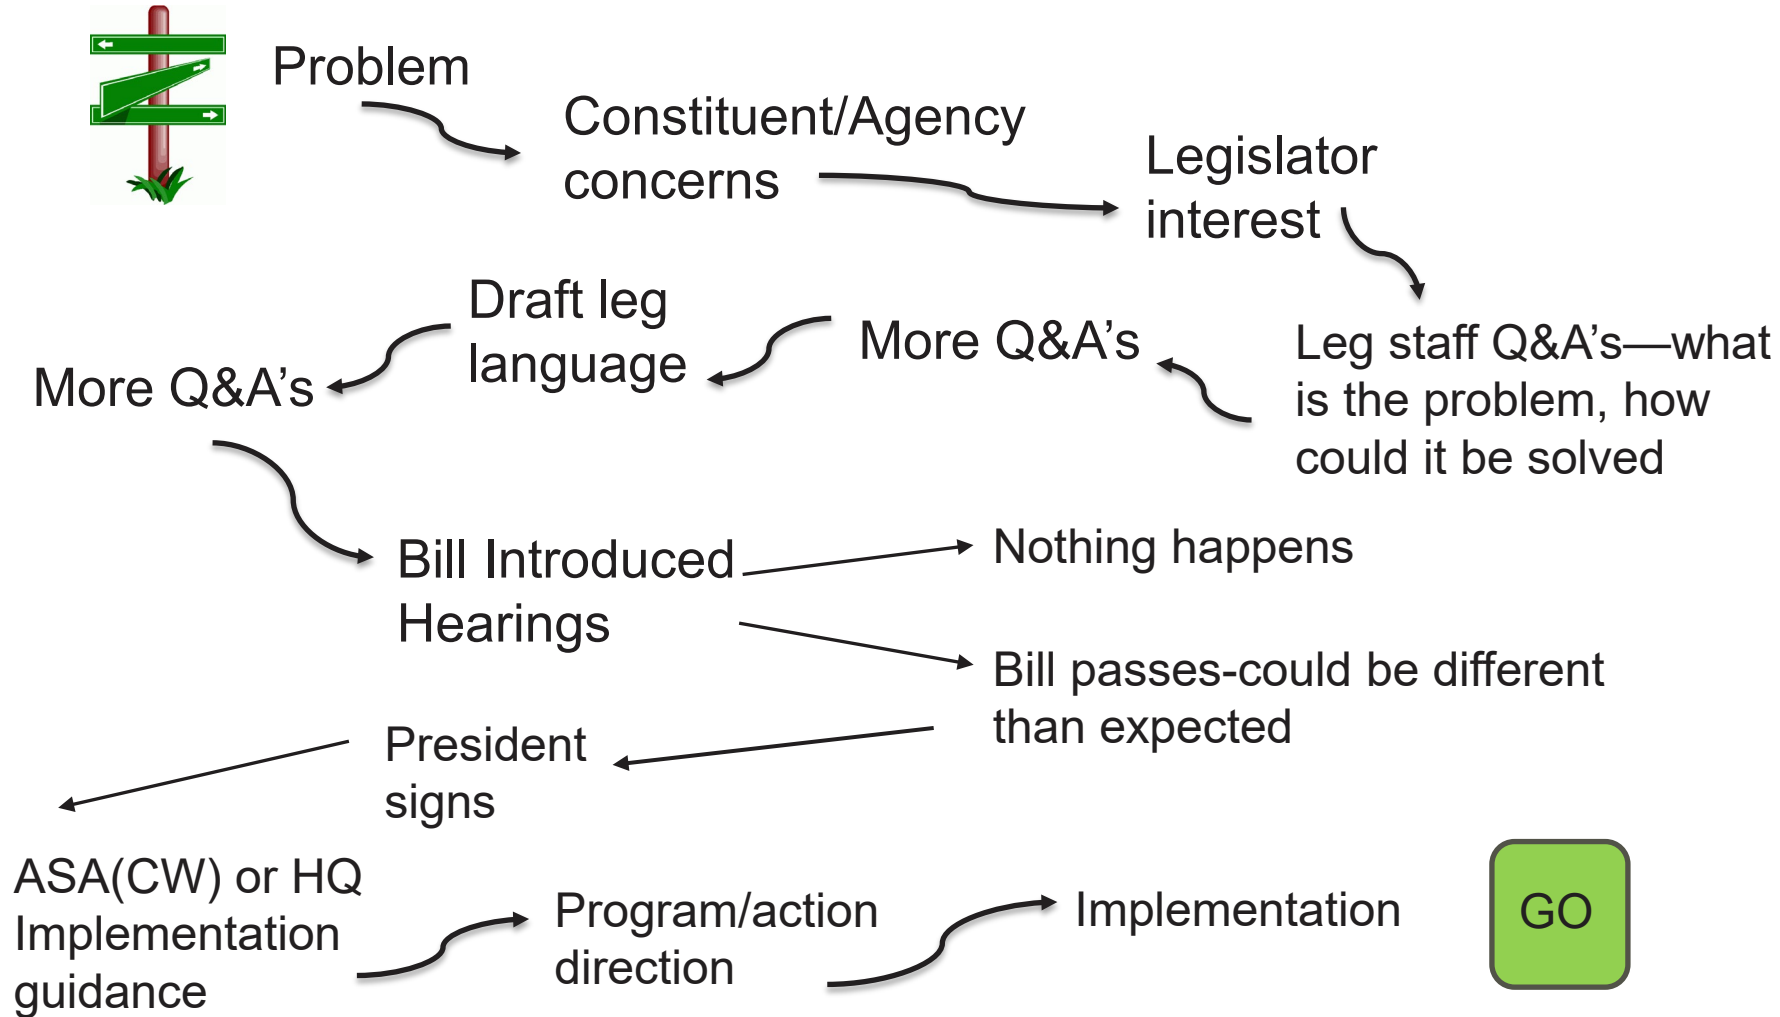 Problem
Constituent/Agency
concerns
Legislator
interest
Leg staff Q&A’s—what
is the problem, how
could it be solved
More Q&A’s
Draft leg
language
More Q&A’s
Bill Introduced
Hearings
Nothing happens
Bill passes-could be different
than expected
President
signs
ASA(CW) or HQ
Implementation
guidance
Program/action
direction
Implementation
GO